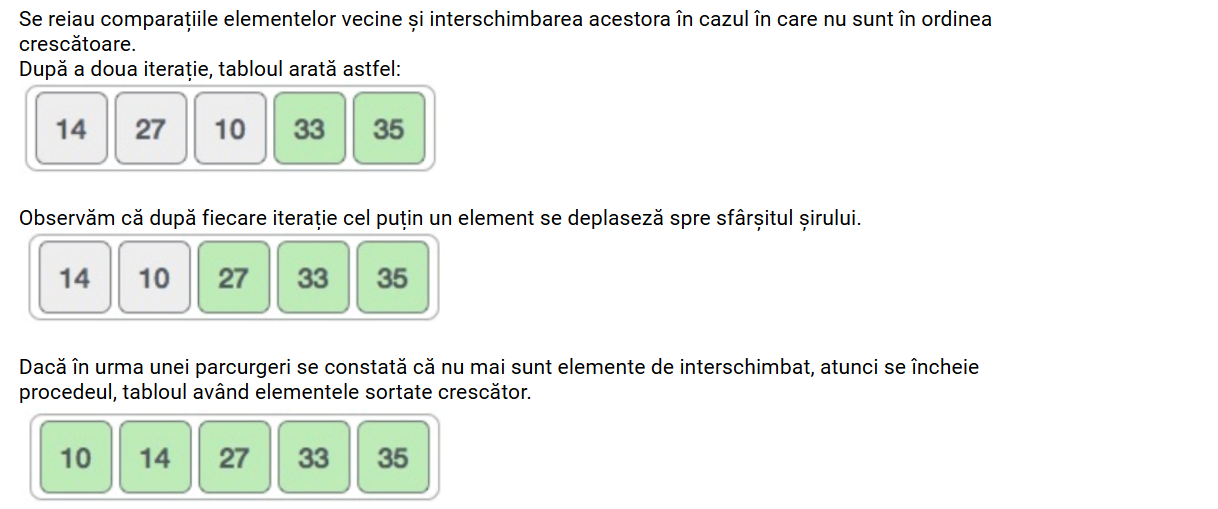 Se reiau comparațiile elementelor vecine și interschimbarea acestora în cazul în care nu sunt în ordinea
crescătoare.
După a doua iterație, tabloul arată astfel:
14 27 10 33 35
Observăm că după fiecare iterație cel puțin un element se deplaseză spre sfârșitul șirului.
14 10 27 33 35
Dacă în urma unei parcurgeri se constată că nu mai sunt elemente de interschimbat, atunci se încheie
procedeul, tabloul având elementele sortate crescător.
10 14 27 33 35